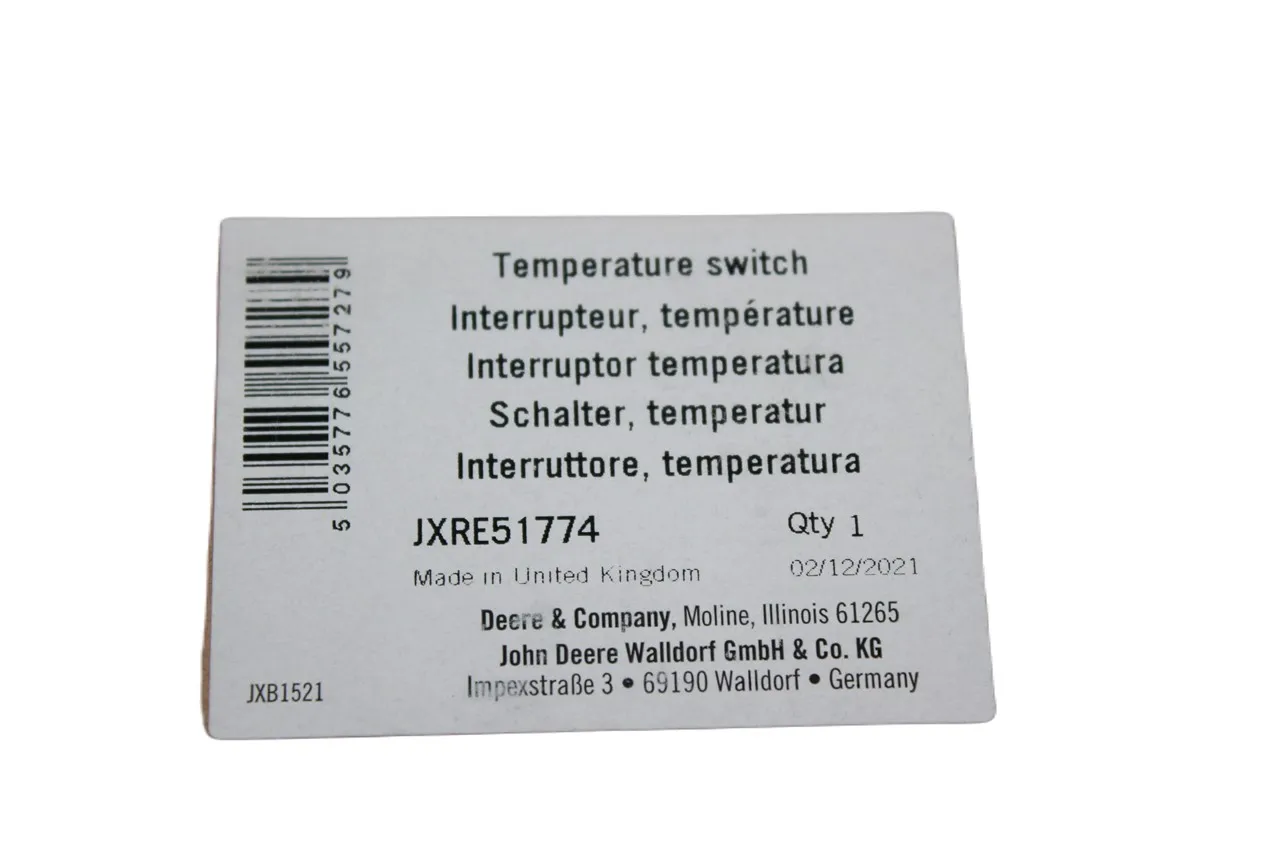 Temperature switch
Interrupteur, température
Interruptor temperatura
Schalter, temperatur
Interruttore, temperatura
JXRE51774 Qty 1
Made in United Kingdom 02/12/2021
Deere & Company, Moline, Illinois 61265
John Deere Walldorf GmbH & Co. KG
Impexstraße 3 • 69190 Walldorf • Germany
JXB1521
5 035776 557279